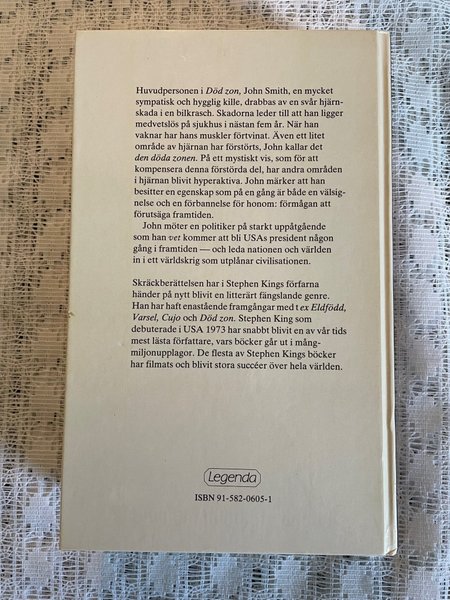 Huvudpersonen i Död zon, John Smith, en mycket
sympatisk och hygglig kille, drabbas av en svår hjärn-
skada i en bilkrasch. Skadorna leder till att han ligger
medvetslös på sjukhus i nästan fem år. När han
vaknar har hans muskler förtvinat. Även ett litet
område av hjärnan har förstörts, John kallar det
den döda zonen. På ett mystiskt vis, som för att
kompensera denna förstörda del, har andra områden
i hjärnan blivit hyperaktiva. John märker att han
besitter en egenskap som på en gång är både en välsig-
nelse och en förbannelse för honom: förmågan att
förutsäga framtiden.
John möter en politiker på starkt uppåtgående
som han vet kommer att bli USAs president någon
gång i framtiden — och leda nationen och världen
in i ett världskrig som utplånar civilisationen.
Skräckberättelsen har i Stephen Kings förfarna
händer på nytt blivit en litterärt fängslande genre.
Han har haft enastående framgångar med t ex Eldfödd,
Varsel, Cujo och Död zon. Stephen King som
debuterade i USA 1973 har snabbt blivit en av vår tids
mest lästa författare, vars böcker går ut i mång-
miljonupplagor. De flesta av Stephen Kings böcker
har filmats och blivit stora succéer över hela världen.
Legenda
ISBN 91-582-0605-1